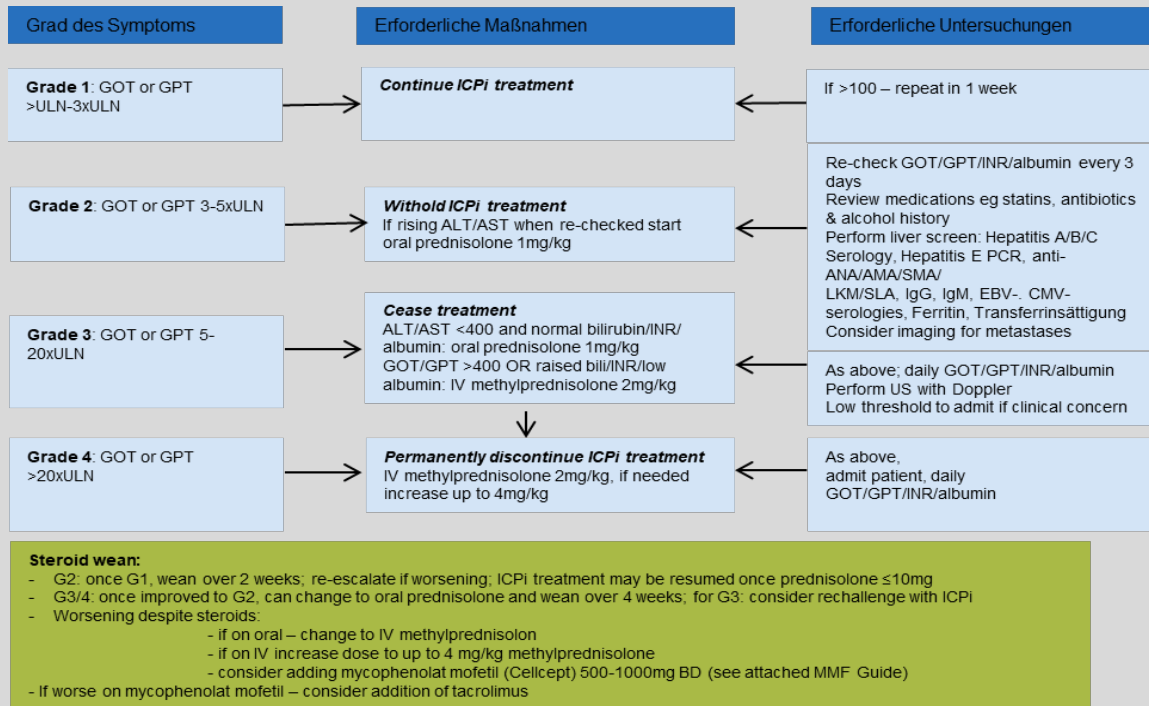 Grad des Symptoms
Erforderliche Maßnahmen
Erforderliche Untersuchungen
Grade 1: GOT or GPT
>ULN-3xULN
Continue ICPi treatment
If >100 – repeat in 1 week
Grade 2: GOT or GPT 3-5xULN
Withold ICPi treatment
If rising ALT/AST when re-checked start
oral prednisolone 1mg/kg
Re-check GOT/GPT/INR/albumin every 3
days
Review medications eg statins, antibiotics
& alcohol history
Perform liver screen: Hepatitis A/B/C
Serology, Hepatitis E PCR, anti-
ANA/AMA/SMA/
LKM/SLA, IgG, IgM, EBV-. CMV-
serologies, Ferritin, Transferrinsättigung
Consider imaging for metastases
Grade 3: GOT or GPT 5-
20xULN
Cease treatment
ALT/AST <400 and normal bilirubin/INR/
albumin: oral prednisolone 1mg/kg
GOT/GPT >400 OR raised bili/INR/low
albumin: IV methylprednisolone 2mg/kg
As above; daily GOT/GPT/INR/albumin
Perform US with Doppler
Low threshold to admit if clinical concern
Grade 4: GOT or GPT
>20xULN
Permanently discontinue ICPi treatment
IV methylprednisolone 2mg/kg, if needed
increase up to 4mg/kg
As above,
admit patient, daily
GOT/GPT/INR/albumin
Steroid wean:
- G2: once G1, wean over 2 weeks; re-escalate if worsening; ICPi treatment may be resumed once prednisolone ≤10mg
- G3/4: once improved to G2, can change to oral prednisolone and wean over 4 weeks; for G3: consider rechallenge with ICPi
- Worsening despite steroids:
- if on oral – change to IV methylprednisolon
- if on IV increase dose to up to 4 mg/kg methylprednisolone
- consider adding mycophenolat mofetil (Cellcept) 500-1000mg BD (see attached MMF Guide)
- If worse on mycophenolat mofetil – consider addition of tacrolimus